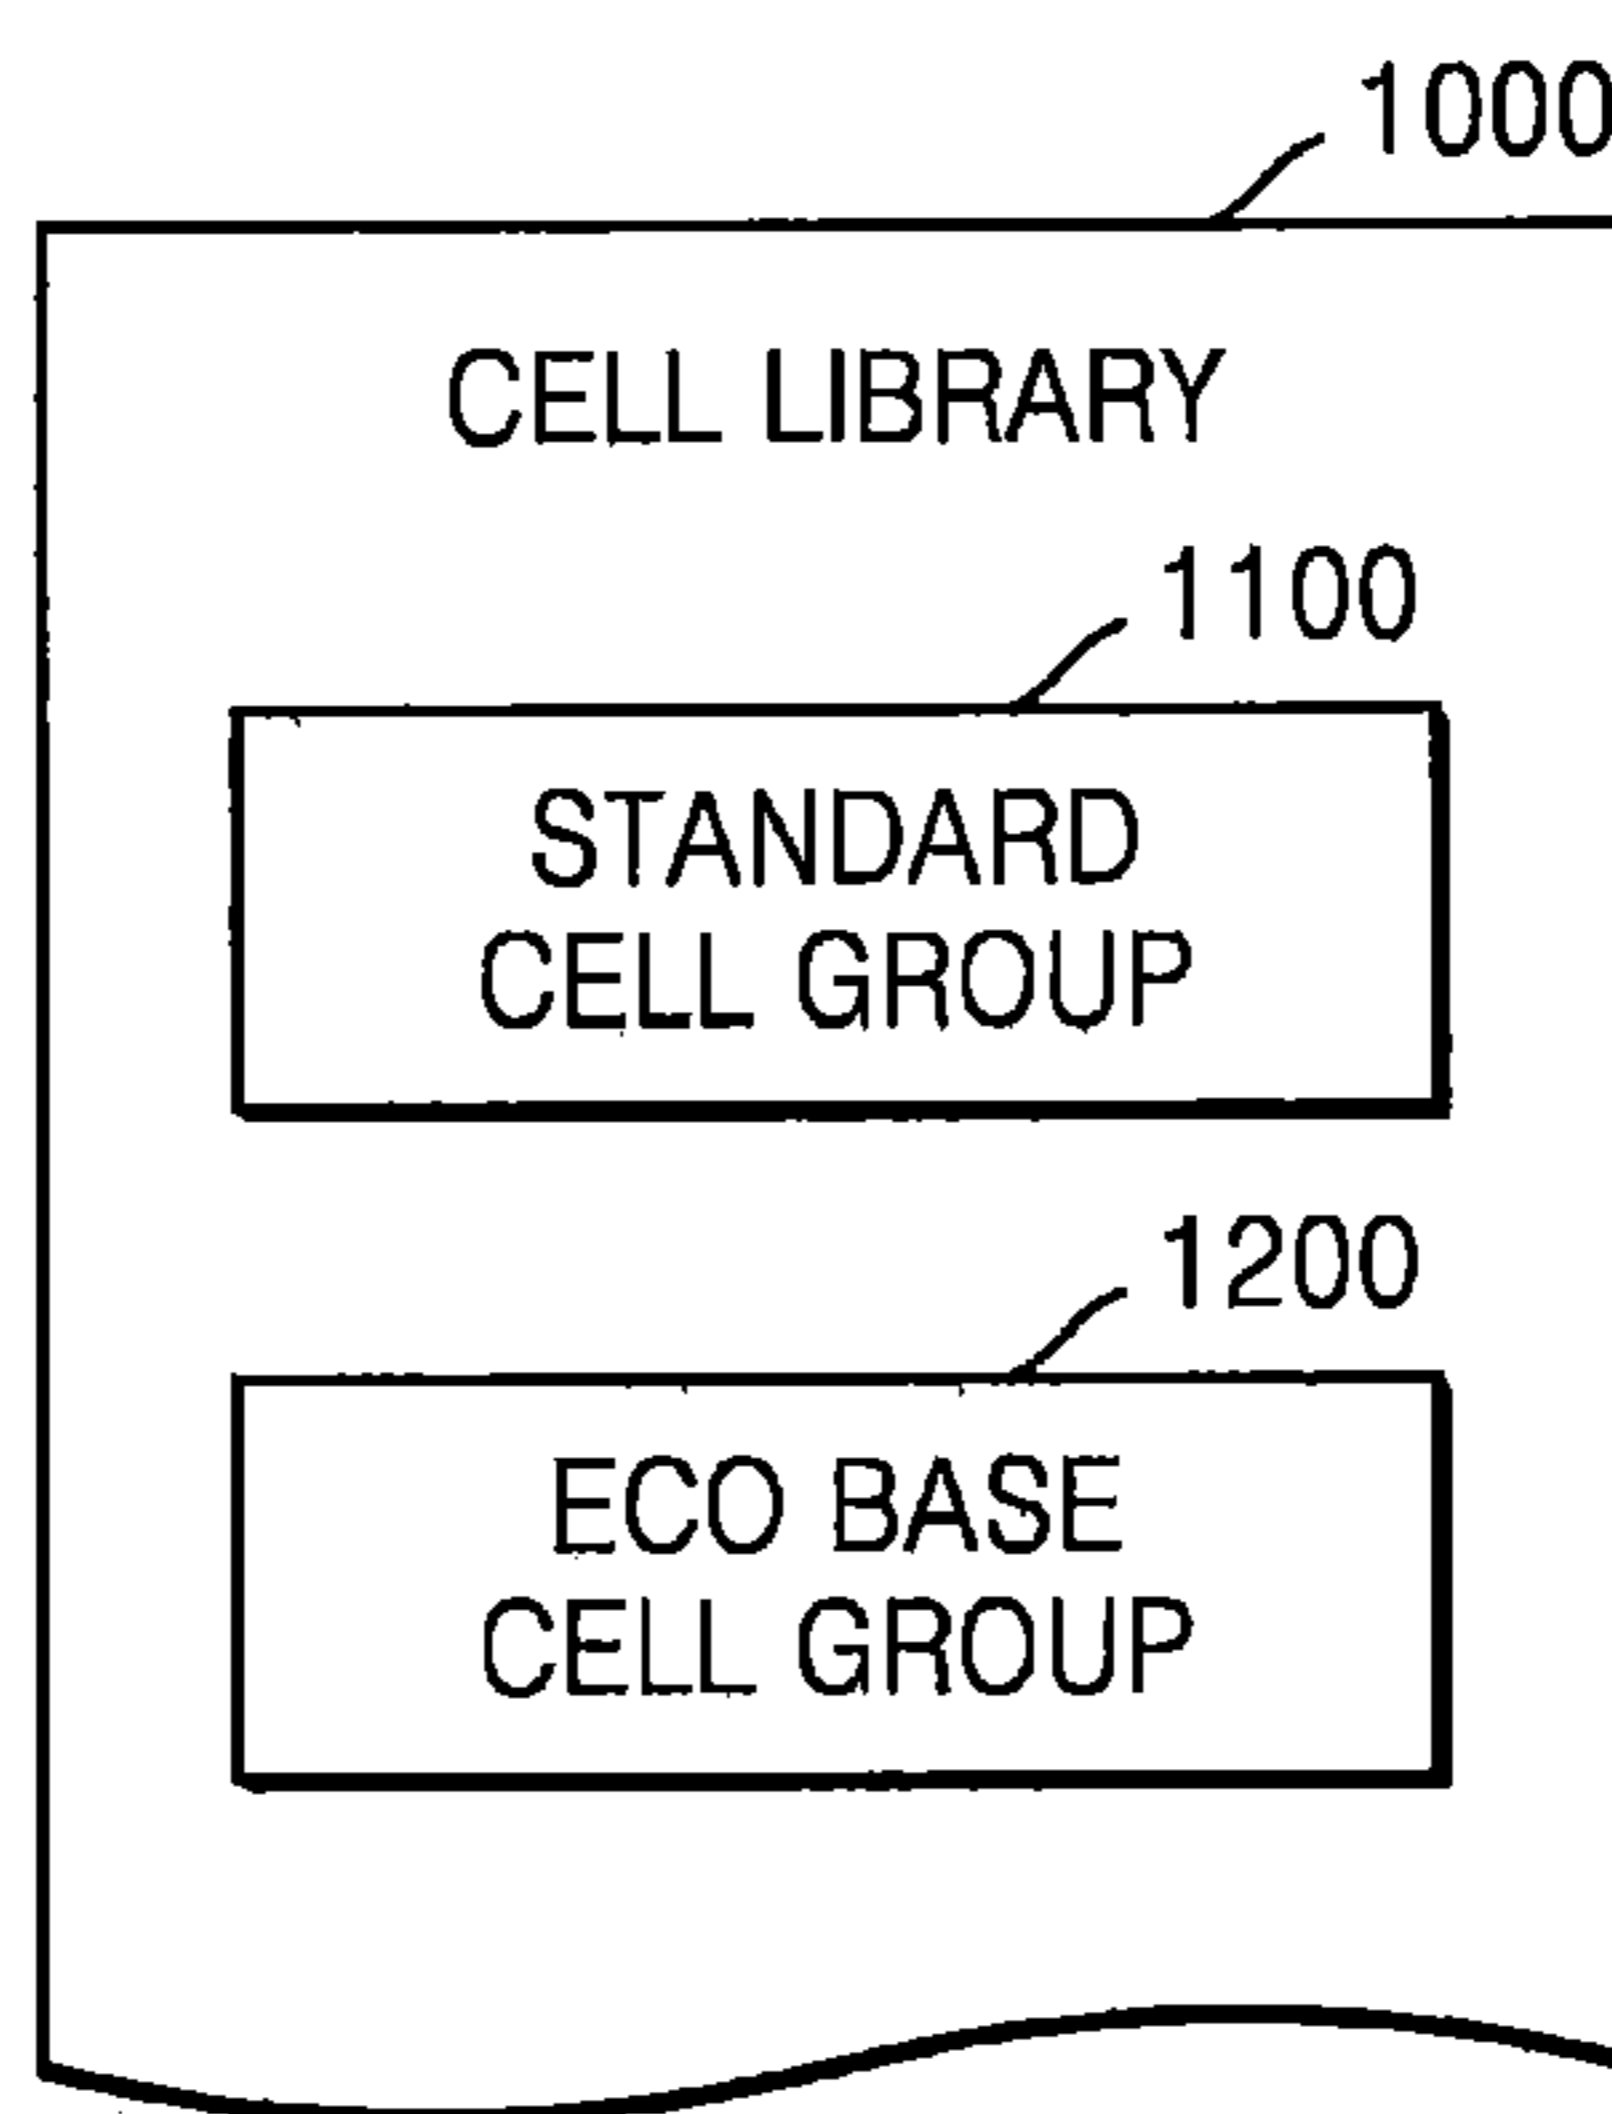 1000
CELL LIBRARY
1100
STANDARD
CELL GROUP
1200
ECO BASE
CELL GROUP